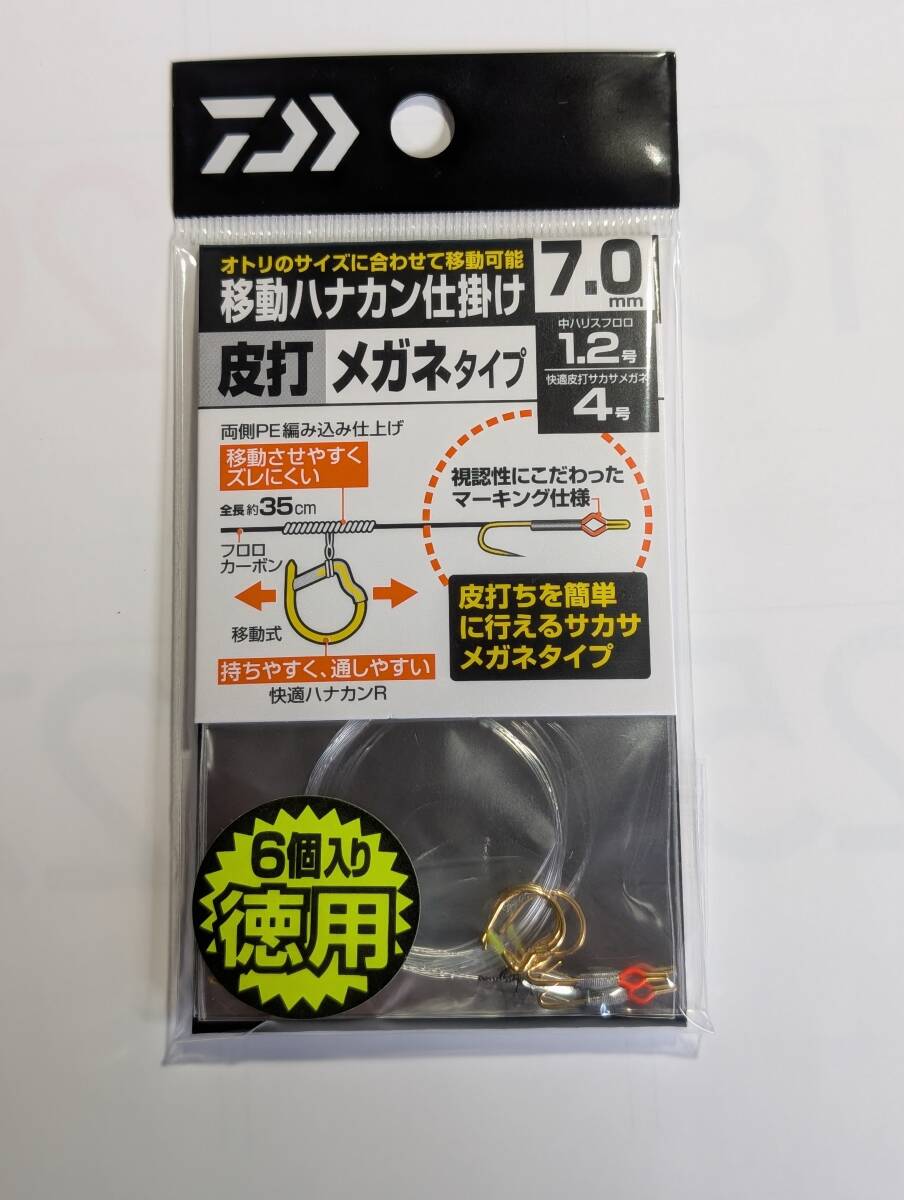 オトリのサイズに合わせて移動可能
移動ハナカン仕掛け
7.0
mm
皮打 メガネタイプ
中ハリスフロロ
1.2号
快適皮打サカサメガネ
4号
両側PE編み込み仕上げ
移動させやすく
ズレにくい
全長約35cm
フロロ
カーボン
移動式
持ちやすく、通しやすい
快適ハナカンR
視認性にこだわった
マーキング仕様
皮打ちを簡単
に行えるサカサ
メガネタイプ
6個入り
徳用